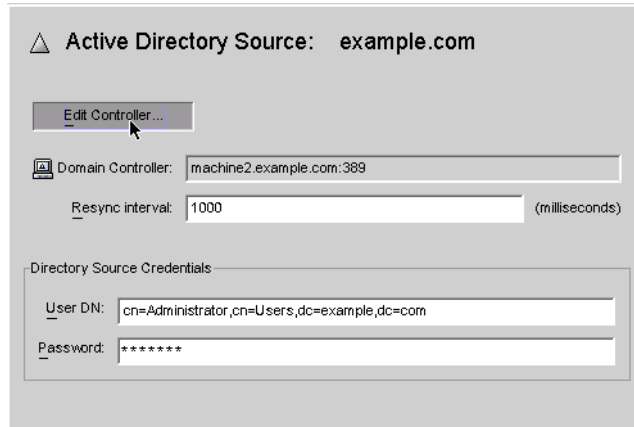 Active Directory Source: example.com
Edit Controller...
Domain Controller: machine2.example.com:389
Resync interval: 1000 (milliseconds)
Directory Source Credentials
User DN: cn=Administrator,cn=Users,dc=example,dc=com
Password: *******